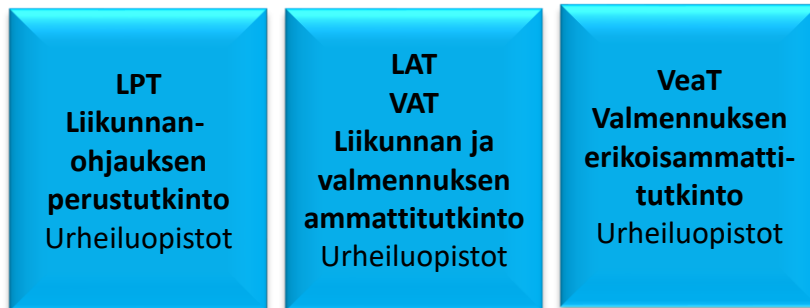 LPT
Liikunnan-
ohjauksen
perustutkinto
Urheiluopistot
LAT
VAT
Liikunnan ja
valmennuksen
ammattitutkinto
Urheiluopistot
VeaT
Valmennuksen
erikoisammatti-
tutkinto
Urheiluopistot